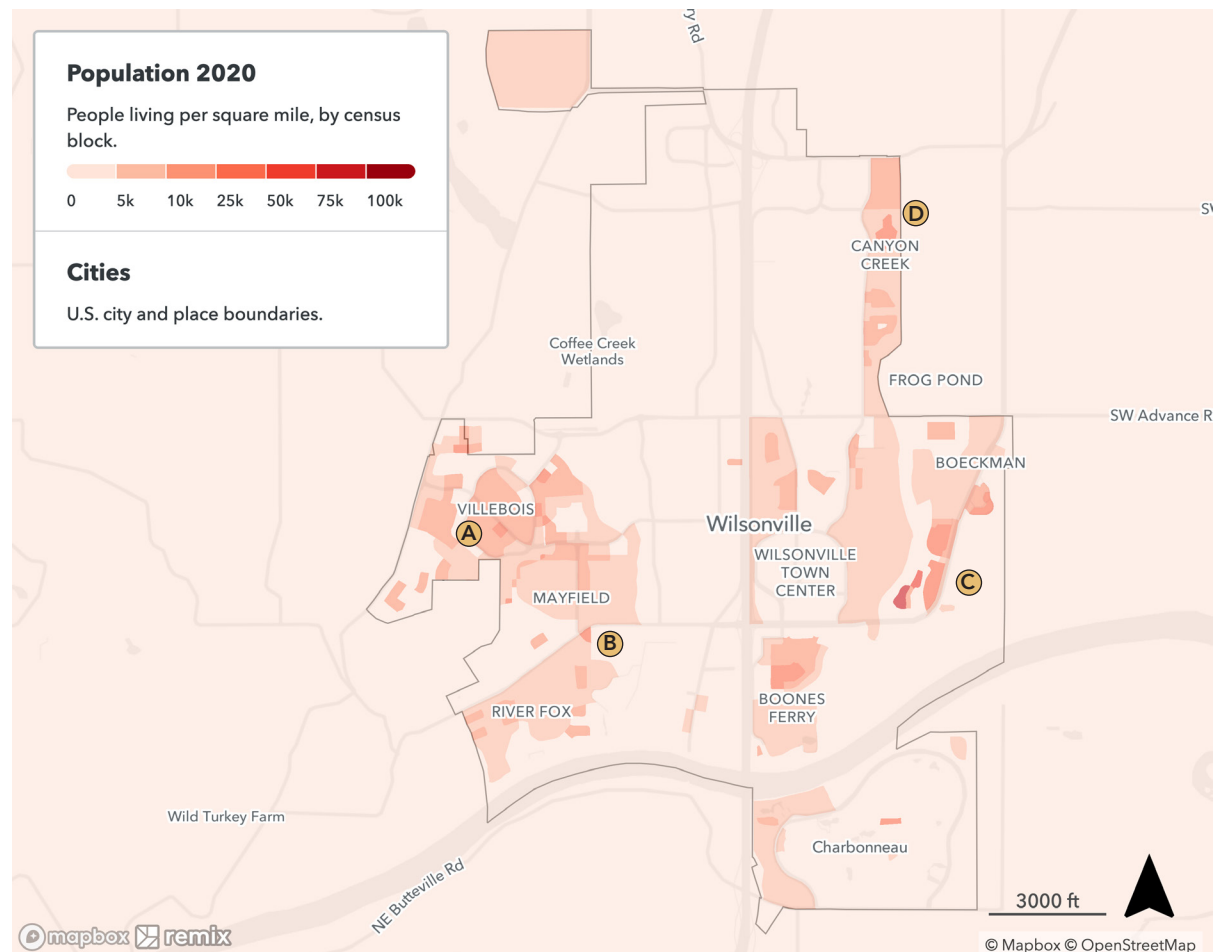 Population 2020
People living per square mile, by census
block.
0 5k 10k 25k 50k 75k 100k
Cities
U.S. city and place boundaries.
ry Rd
D
CANYON
CREEK
Coffee Creek
Wetlands
FROG POND
SW Advance R
BOECKMAN
VILLEBOIS
A
Wilsonville
WILSONVILLE
TOWN
CENTER
C
MAYFIELD
B
BOONES
FERRY
RIVER FOX
Wild Turkey Farm
Charbonneau
NE Butteville Rd
3000 ft
mapbox remix
© Mapbox © OpenStreetMap